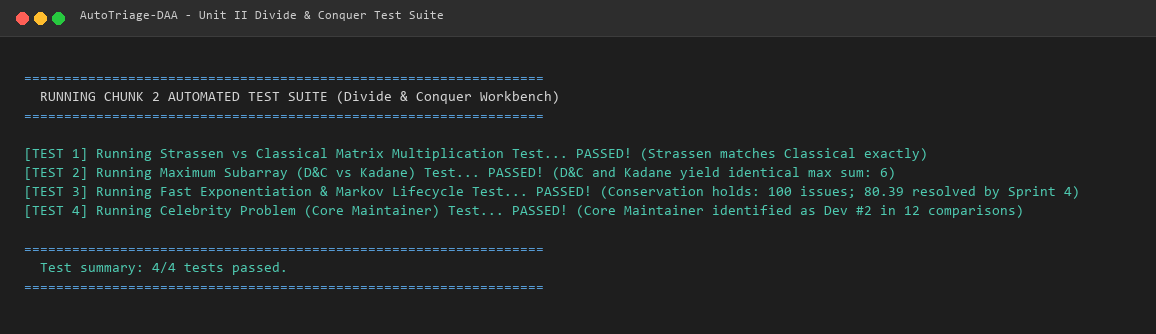 AutoTriage-DAA - Unit II Divide & Conquer Test Suite
=================================================================
RUNNING CHUNK 2 AUTOMATED TEST SUITE (Divide & Conquer Workbench)
=================================================================
[TEST 1] Running Strassen vs Classical Matrix Multiplication Test... PASSED! (Strassen matches Classical exactly)
[TEST 2] Running Maximum Subarray (D&C vs Kadane) Test... PASSED! (D&C and Kadane yield identical max sum: 6)
[TEST 3] Running Fast Exponentiation & Markov Lifecycle Test... PASSED! (Conservation holds: 100 issues; 80.39 resolved by Sprint 4)
[TEST 4] Running Celebrity Problem (Core Maintainer) Test... PASSED! (Core Maintainer identified as Dev #2 in 12 comparisons)
=================================================================
Test summary: 4/4 tests passed.
=================================================================